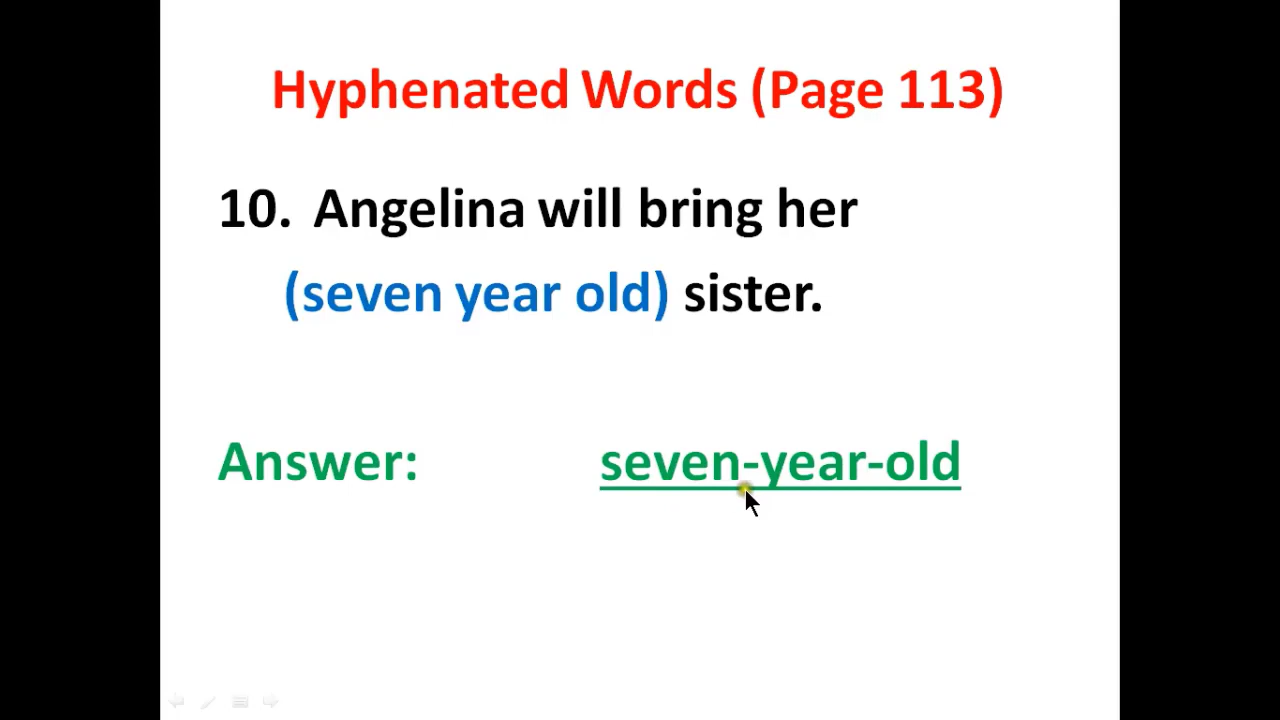 Hyphenated Words (Page 113)
10. Angelina will bring her
(seven year old) sister.
Answer: seven-year-old